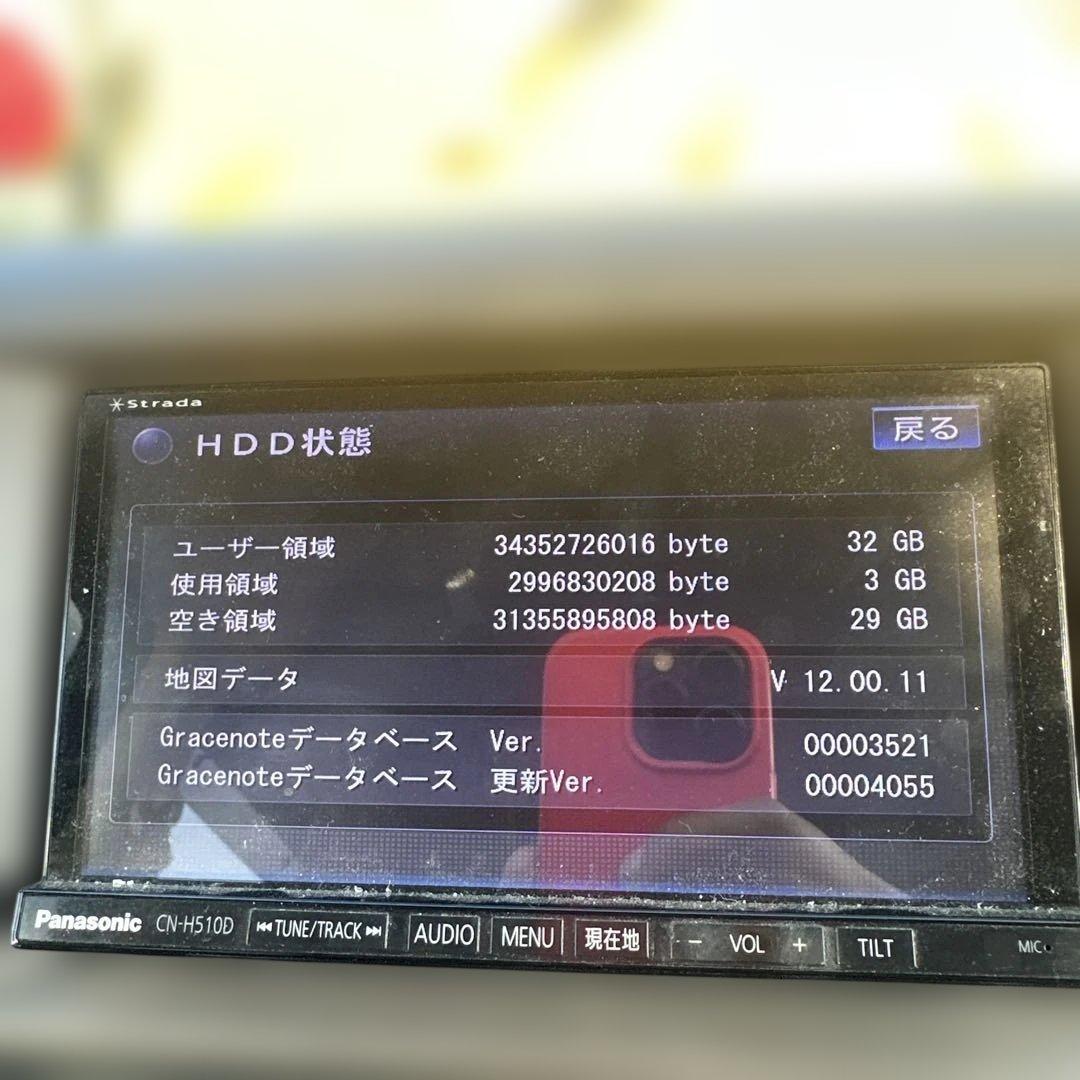 Strada
HDD状態
戻る
ユーザー領域 34352726016 byte 32 GB
使用領域 2996830208 byte 3 GB
空き領域 31355895808 byte 29 GB
地図データ V 12.00.11
Gracenoteデータベース Ver. 00003521
Gracenoteデータベース 更新Ver. 00004055
Panasonic CN-H510D TUNE/TRACK AUDIO MENU 現在地 － VOL ＋ TILT MIC